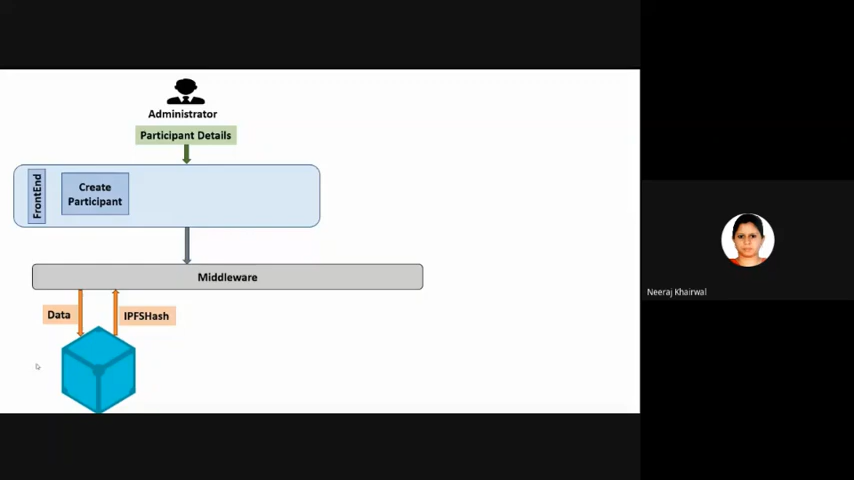 Administrator
Participant Details
FrontEnd
Create
Participant
Middleware
Data
IPFSHash
Neeraj Khairwal